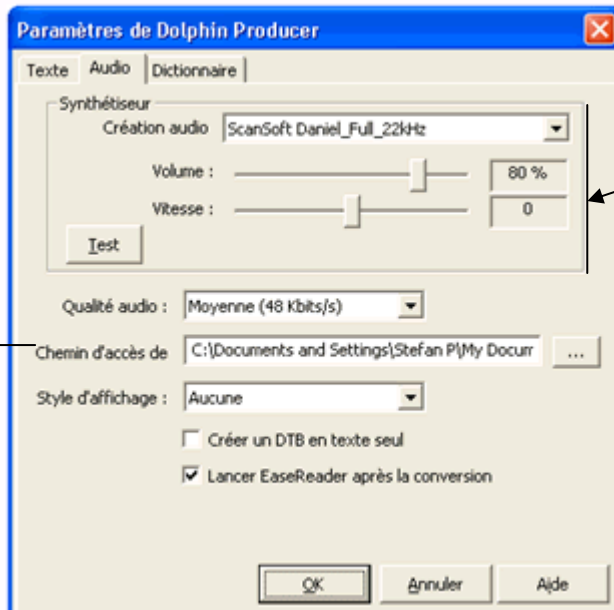 Paramètres de Dolphin Producer
Texte Audio Dictionnaire
Synthétiseur
Création audio ScanSoft Daniel_Full_22kHz
Volume : 80 %
Vitesse : 0
Test
Qualité audio : Moyenne (48 Kbits/s)
Chemin d'accès de C:\Documents and Settings\Stefan P\My Docum ...
Style d'affichage : Aucune
Créer un DTB en texte seul
Lancer EaseReader après la conversion
OK Annuler Aide